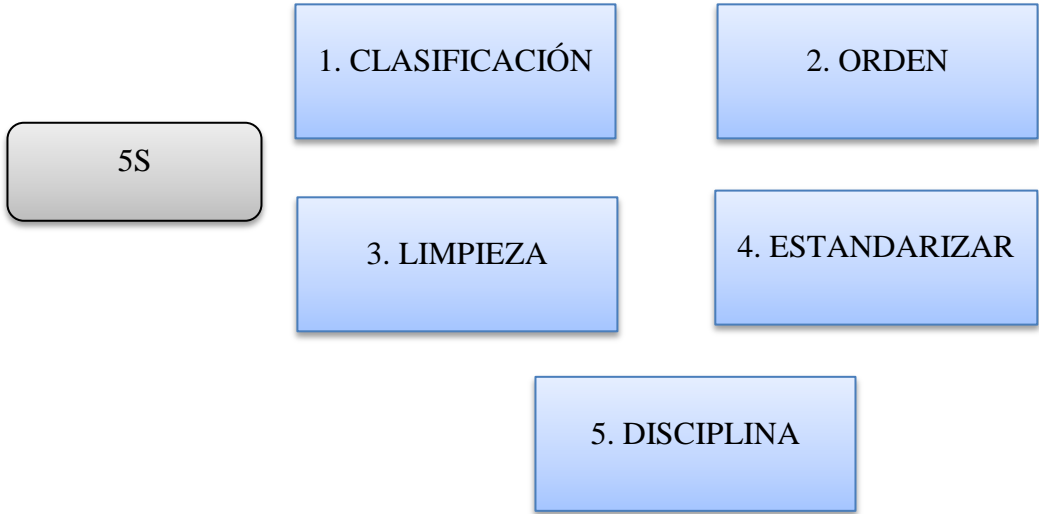 5S
1. CLASIFICACIÓN
2. ORDEN
3. LIMPIEZA
4. ESTANDARIZAR
5. DISCIPLINA